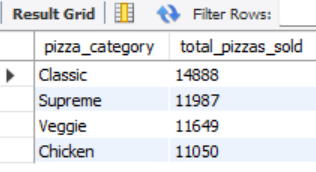 Result Grid Filter Rows:
pizza_category total_pizzas_sold
Classic 14888
Supreme 11987
Veggie 11649
Chicken 11050